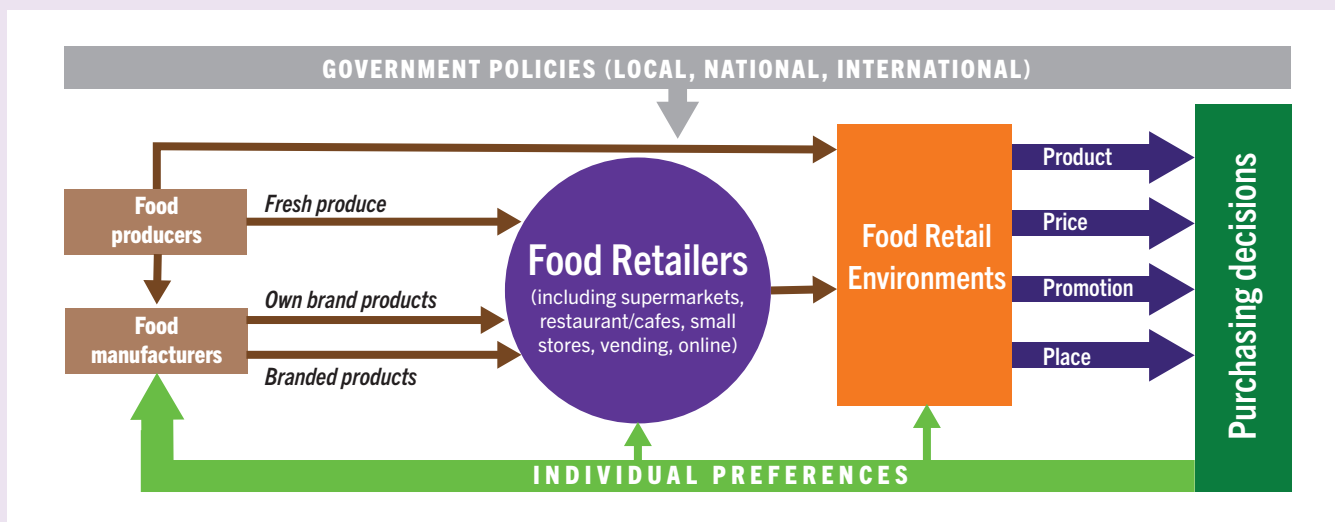 GOVERNMENT POLICIES (LOCAL, NATIONAL, INTERNATIONAL)
Food
producers
Fresh produce
Food
manufacturers
Own brand products
Branded products
Food Retailers
(including supermarkets,
restaurant/cafes, small
stores, vending, online)
Food Retail
Environments
Product
Price
Promotion
Place
Purchasing decisions
INDIVIDUAL PREFERENCES